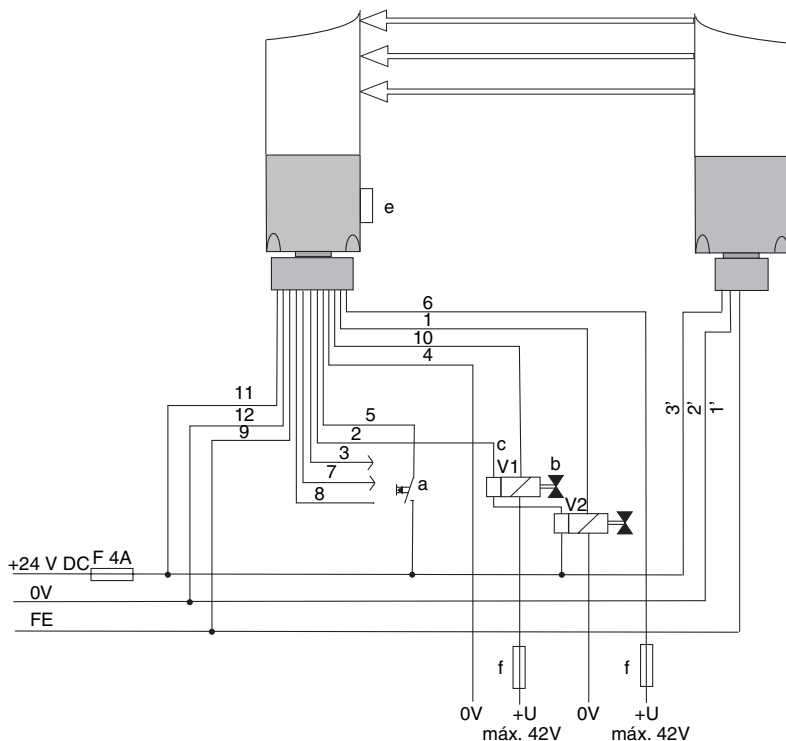 e
6
1
10
4
11
12
9
5
2
3
7
8
a
c
V1
b
V2
3’
2’
1’
+24 V DC
F 4A
0V
FE
f
f
0V
+U
máx. 42V
0V
+U
máx. 42V